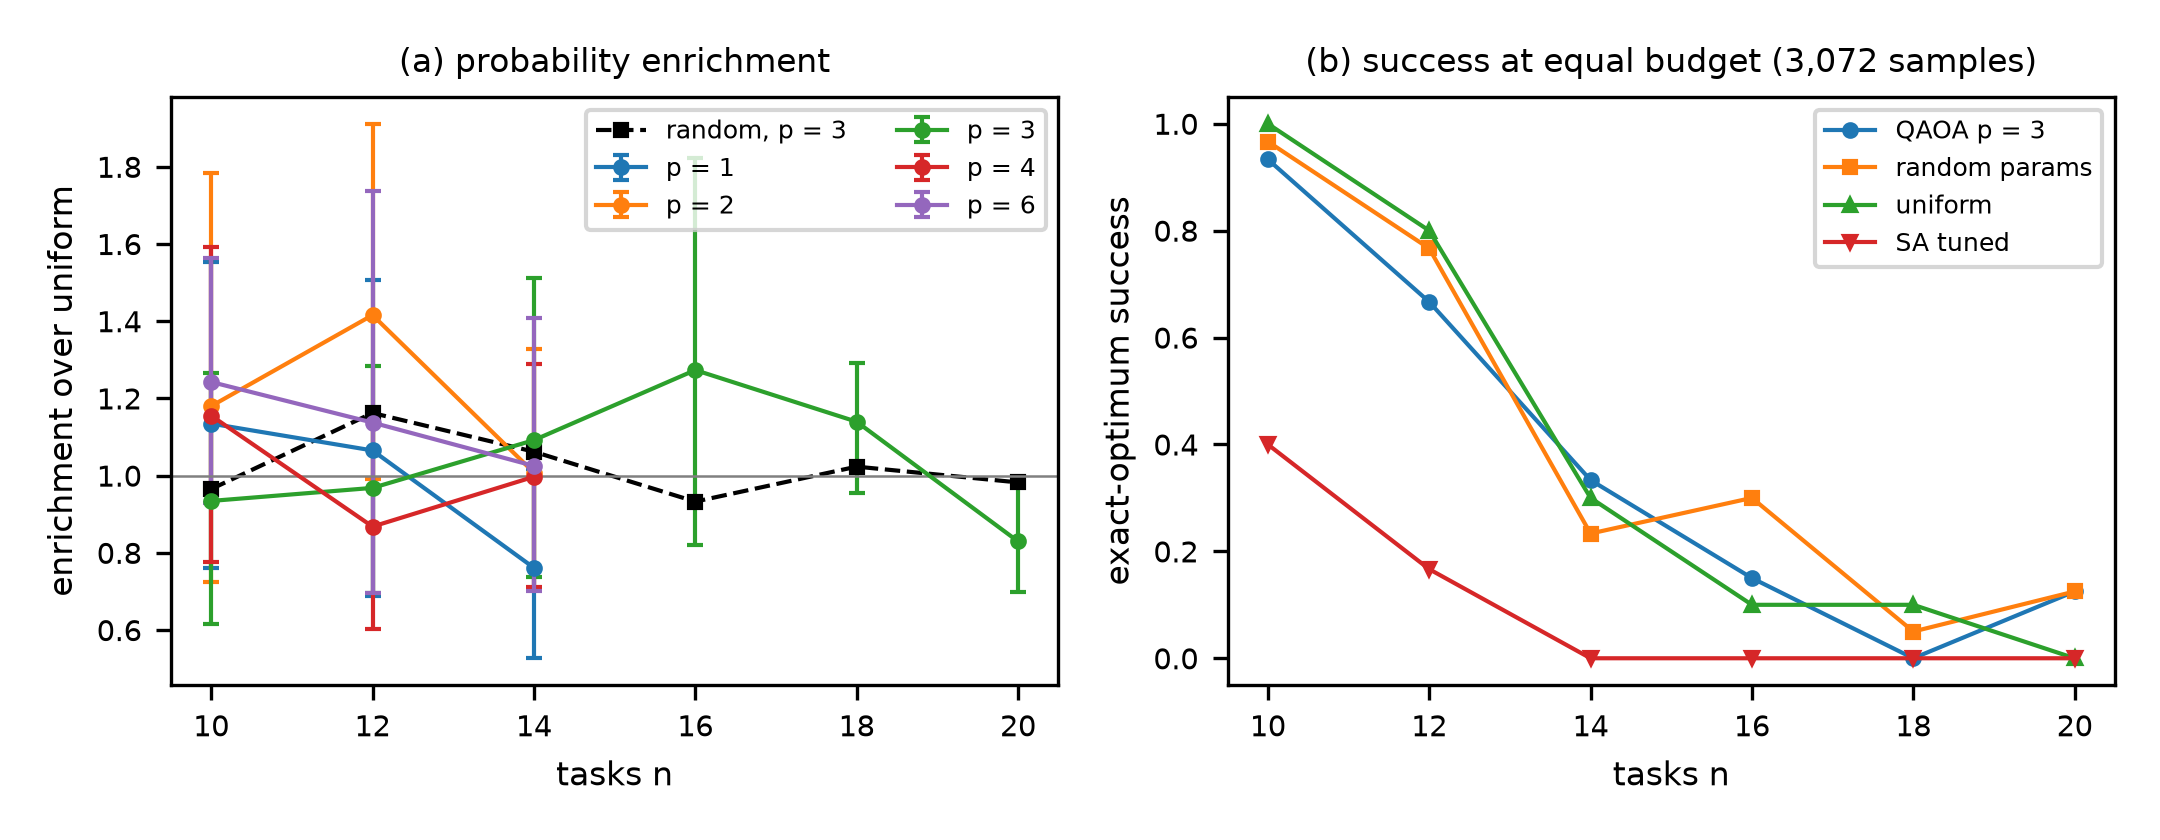 (a) probability enrichment
enrichment over uniform
1.8
1.6
1.4
1.2
1.0
0.8
0.6
random, p = 3
p = 1
p = 2
p = 3
p = 4
p = 6
10 12 14 16 18 20
tasks n
(b) success at equal budget (3,072 samples)
exact-optimum success
1.0
0.8
0.6
0.4
0.2
0.0
QAOA p = 3
random params
uniform
SA tuned
10 12 14 16 18 20
tasks n